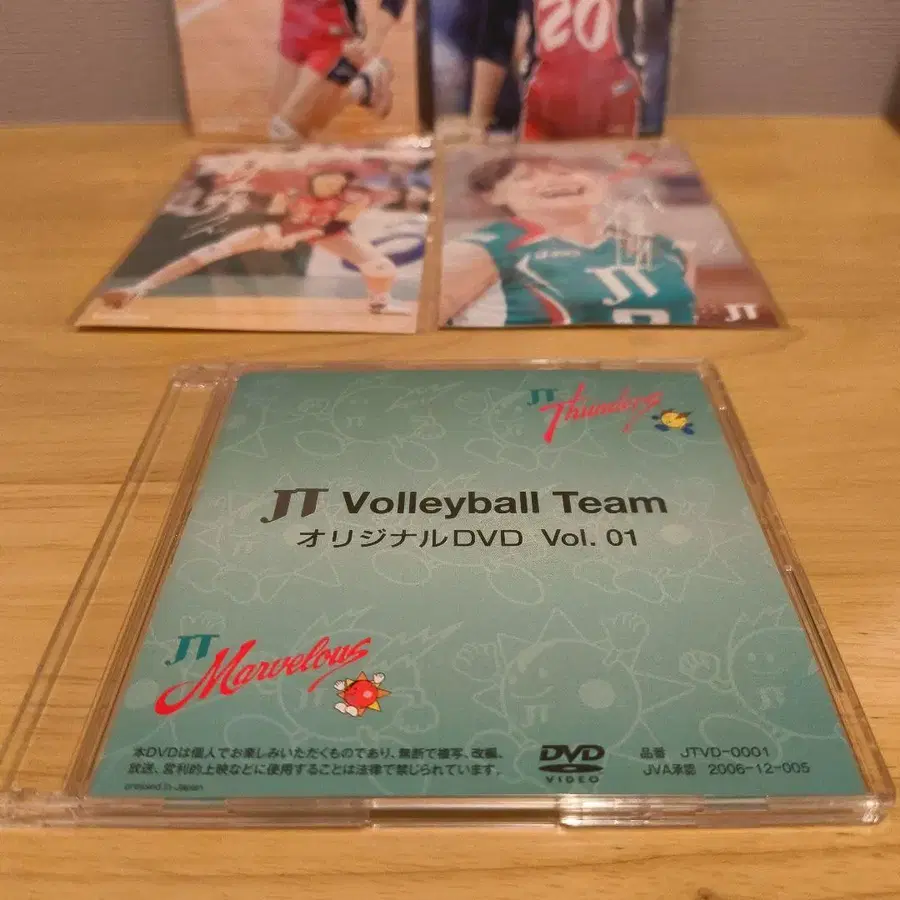 20
JT
JT
JT Thunders
JT Volleyball Team
オリジナルDVD Vol. 01
JT Marvelous
本DVDは個人でお楽しみいただくものであり、無断で複写、改編、
放送、営利的上映などに使用することは法律で禁じられています。
pressed in Japan
DVD
VIDEO
品番 JTVD-0001
JVA承認 2006-12-005